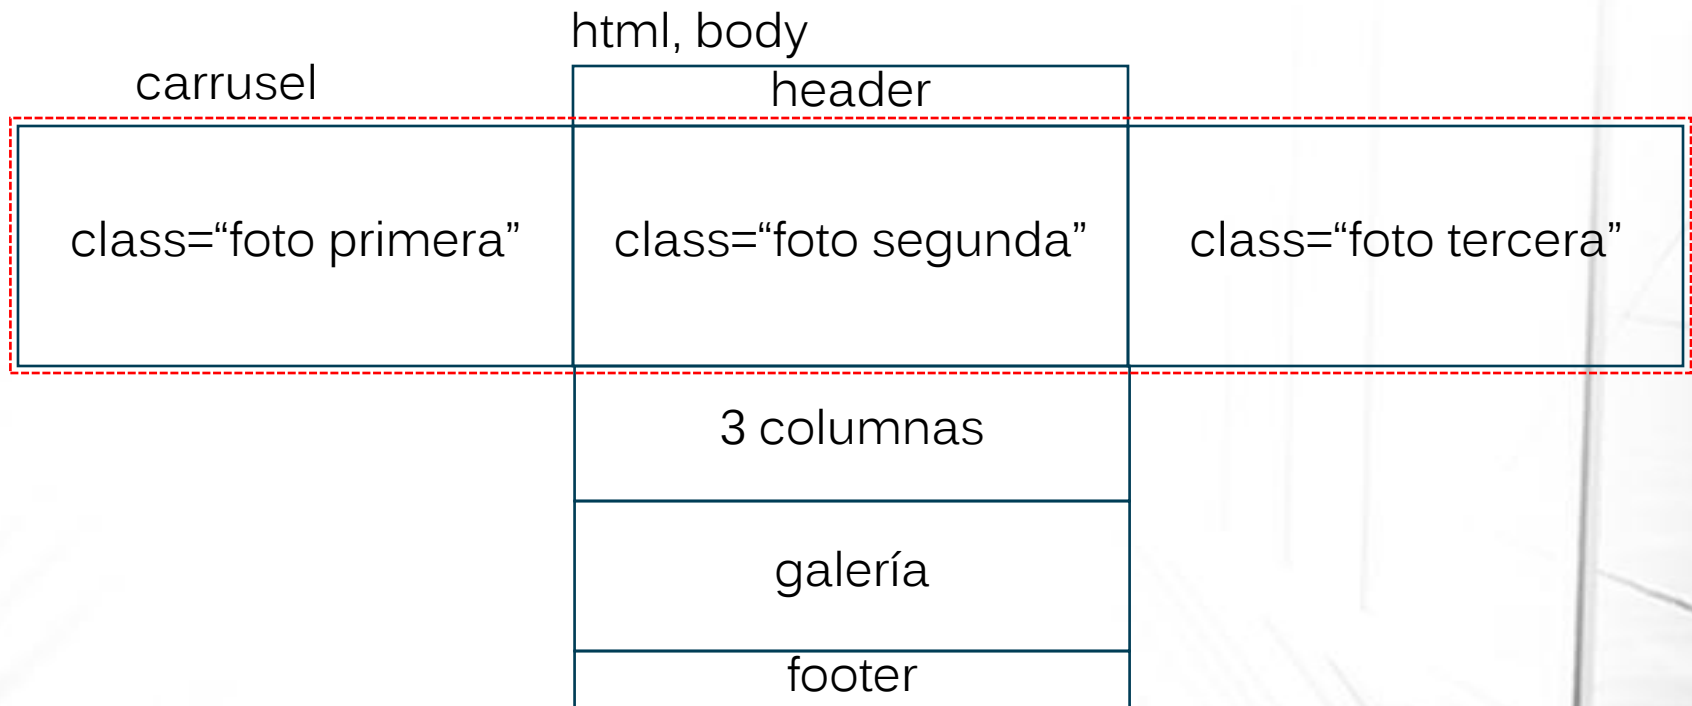 html, body
carrusel
header
class=“foto primera”
class=“foto segunda”
class=“foto tercera”
3 columnas
galería
footer